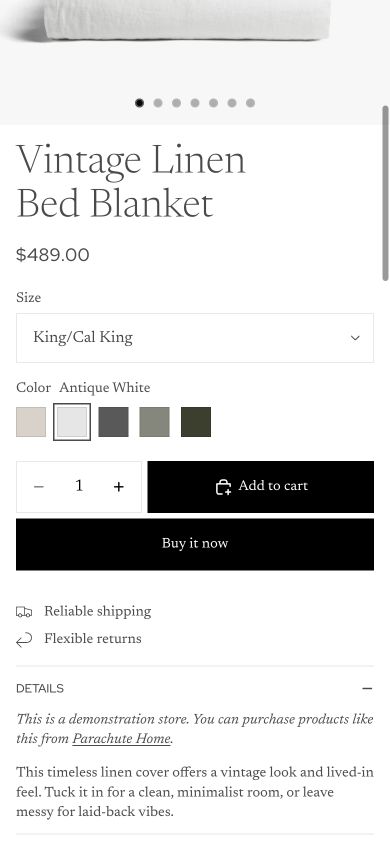 Vintage Linen
Bed Blanket
$489.00
Size
King/Cal King
Color Antique White
− 1 + Add to cart
Buy it now
Reliable shipping
Flexible returns
DETAILS
This is a demonstration store. You can purchase products like
this from Parachute Home.
This timeless linen cover offers a vintage look and lived-in
feel. Tuck it in for a clean, minimalist room, or leave
messy for laid-back vibes.